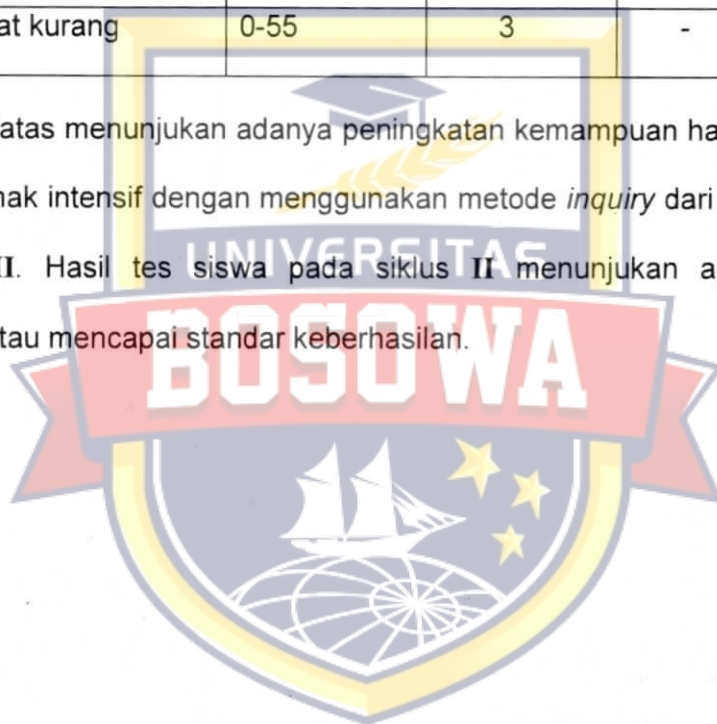 at kurang 0-55 3 -
atas menunjukan adanya peningkatan kemampuan ha
nak intensif dengan menggunakan metode inquiry dari
II. Hasil tes siswa pada siklus II menunjukan a
UNIVERSITAS
tau mencapai standar keberhasilan.
BOSOWA